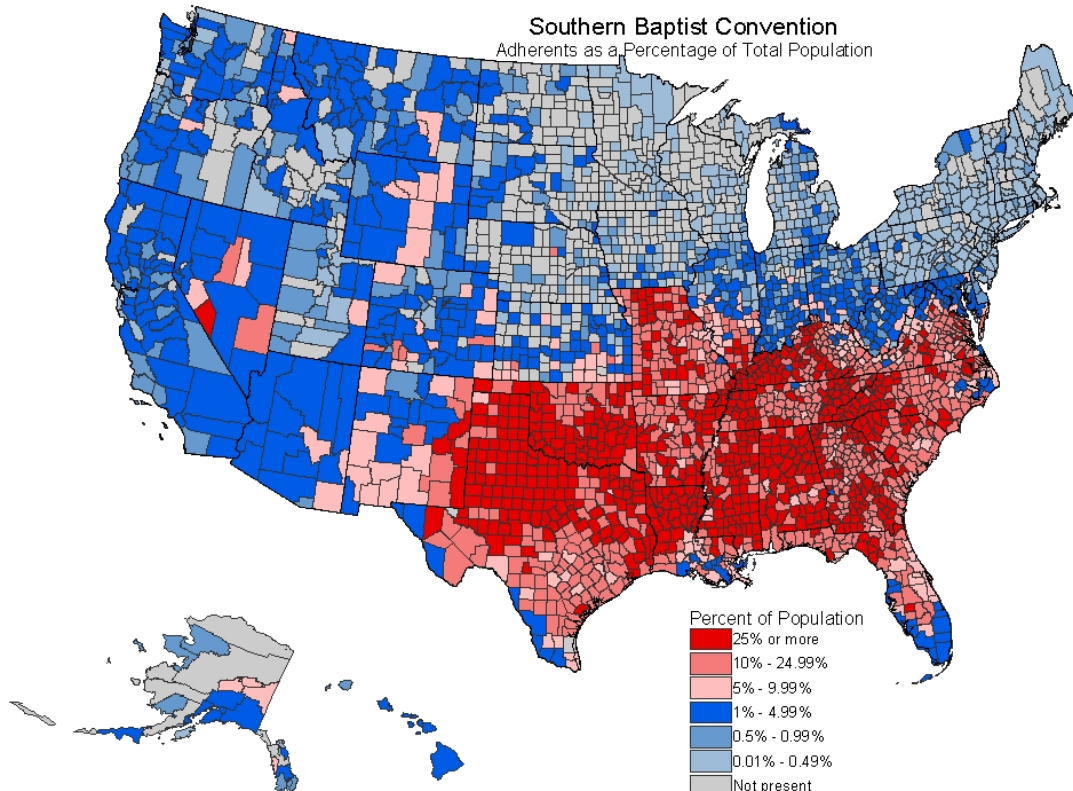 Southern Baptist Convention
Adherents as a Percentage of Total Population
Percent of Population
25% or more
10% - 24.99%
5% - 9.99%
1% - 4.99%
0.5% - 0.99%
0.01% - 0.49%
Not present